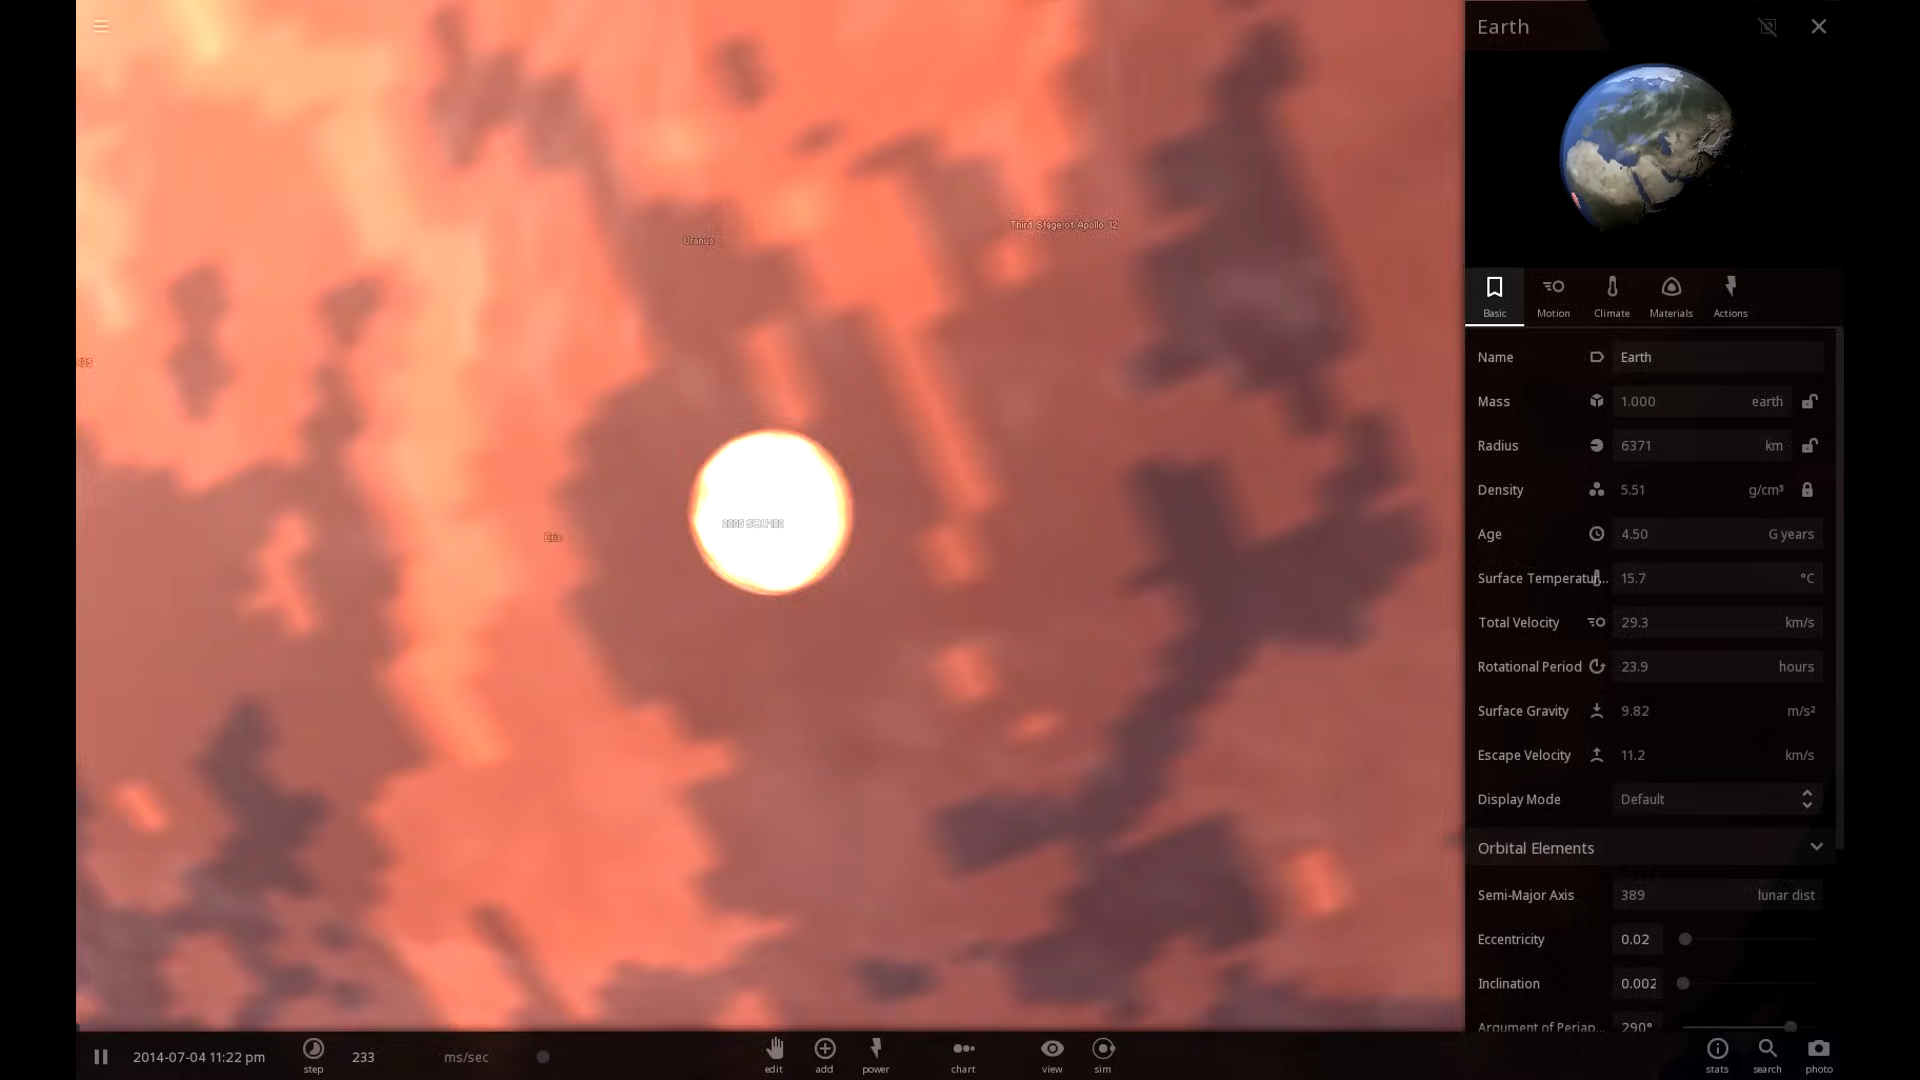 Earth
Uranus
Third Stage of Apollo 12
Basic
Motion
Climate
Materials
Actions
Name
Earth
Mass
1.000
earth
Radius
6371
km
Density
5.51
g/cm³
Age
4.50
G years
Surface Temperatur...
15.7
°C
Total Velocity
29.3
km/s
Rotational Period
23.9
hours
Surface Gravity
9.82
m/s²
Escape Velocity
11.2
km/s
Display Mode
Default
Orbital Elements
Semi-Major Axis
389
lunar dist
Eccentricity
0.02
Inclination
0.002
Argument of Periap...
290°
2014-07-04 11:22 pm
step
233
ms/sec
edit
add
power
chart
view
sim
stats
search
photo